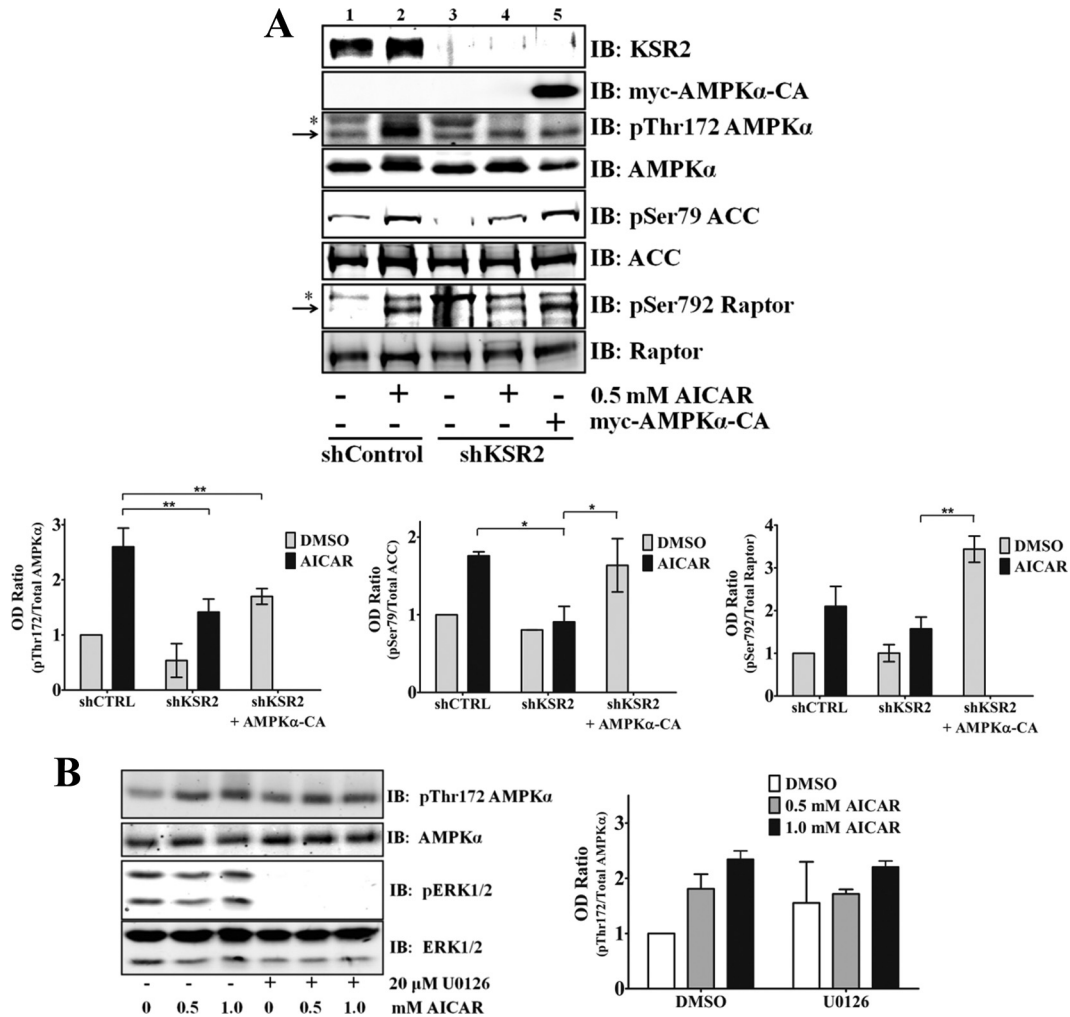 A
1 2 3 4 5
IB: KSR2
IB: myc-AMPKα-CA
* → IB: pThr172 AMPKα
IB: AMPKα
IB: pSer79 ACC
IB: ACC
* → IB: pSer792 Raptor
IB: Raptor
- + - + - 0.5 mM AICAR
- - - - + myc-AMPKα-CA
shControl shKSR2
OD Ratio
(pThr172/Total AMPKα)
3
2
1
0
**
**
DMSO
AICAR
shCTRL shKSR2 shKSR2
+ AMPKα-CA
OD Ratio
(pSer79/Total ACC)
2
1
0
*
*
DMSO
AICAR
shCTRL shKSR2 shKSR2
+ AMPKα-CA
OD Ratio
(pSer792/Total Raptor)
4
3
2
1
0
**
DMSO
AICAR
shCTRL shKSR2 shKSR2
+ AMPKα-CA
B
IB: pThr172 AMPKα
IB: AMPKα
IB: pERK1/2
IB: ERK1/2
- - - + + + 20 μM U0126
0 0.5 1.0 0 0.5 1.0 mM AICAR
OD Ratio
(pThr172/Total AMPKα)
3
2
1
0
DMSO
0.5 mM AICAR
1.0 mM AICAR
DMSO U0126